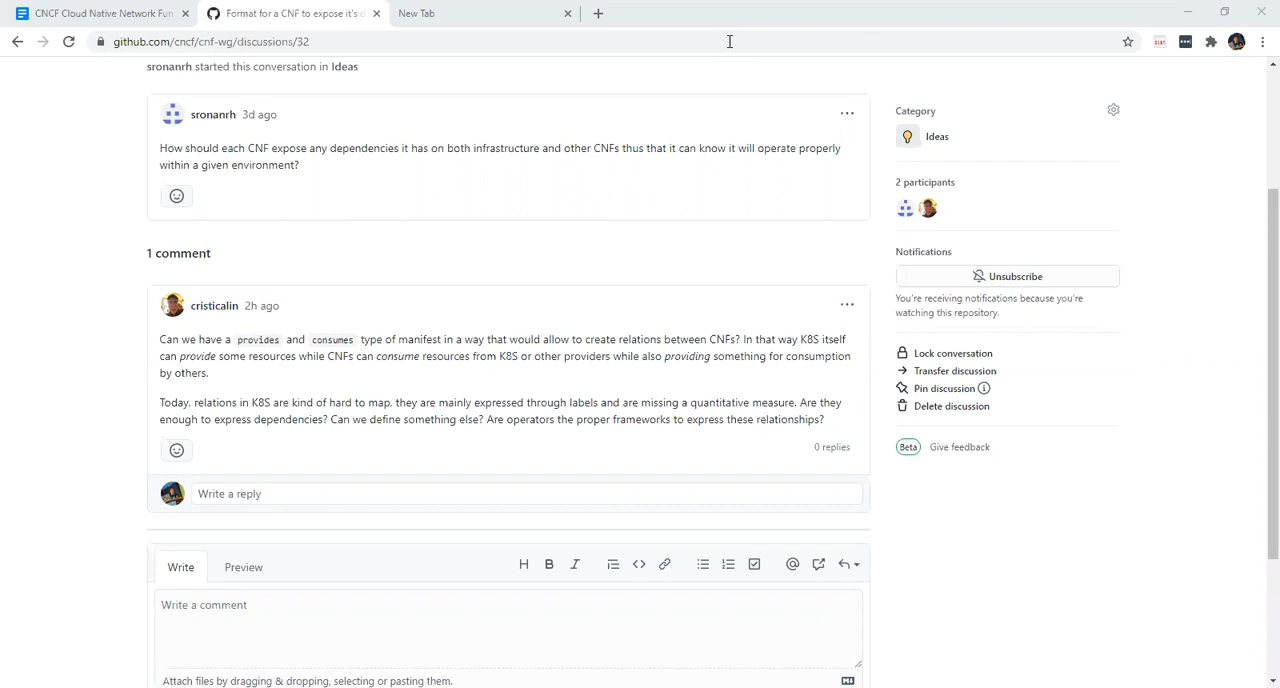 CNCF Cloud Native Network Fun
Format for a CNF to expose it's d
New Tab
github.com/cncf/cnf-wg/discussions/32
sronanrh started this conversation in Ideas
sronanrh 3d ago
How should each CNF expose any dependencies it has on both infrastructure and other CNFs thus that it can know it will operate properly
within a given environment?
1 comment
cristicalin 2h ago
Can we have a provides and consumes type of manifest in a way that would allow to create relations between CNFs? In that way K8S itself
can provide some resources while CNFs can consume resources from K8S or other providers while also providing something for consumption
by others.
Today, relations in K8S are kind of hard to map, they are mainly expressed through labels and are missing a quantitative measure. Are they
enough to express dependencies? Can we define something else? Are operators the proper frameworks to express these relationships?
0 replies
Write a reply
Write
Preview
H B I
Write a comment
Attach files by dragging & dropping, selecting or pasting them.
Category
Ideas
2 participants
Notifications
Unsubscribe
You're receiving notifications because you're
watching this repository.
Lock conversation
Transfer discussion
Pin discussion
Delete discussion
Beta Give feedback